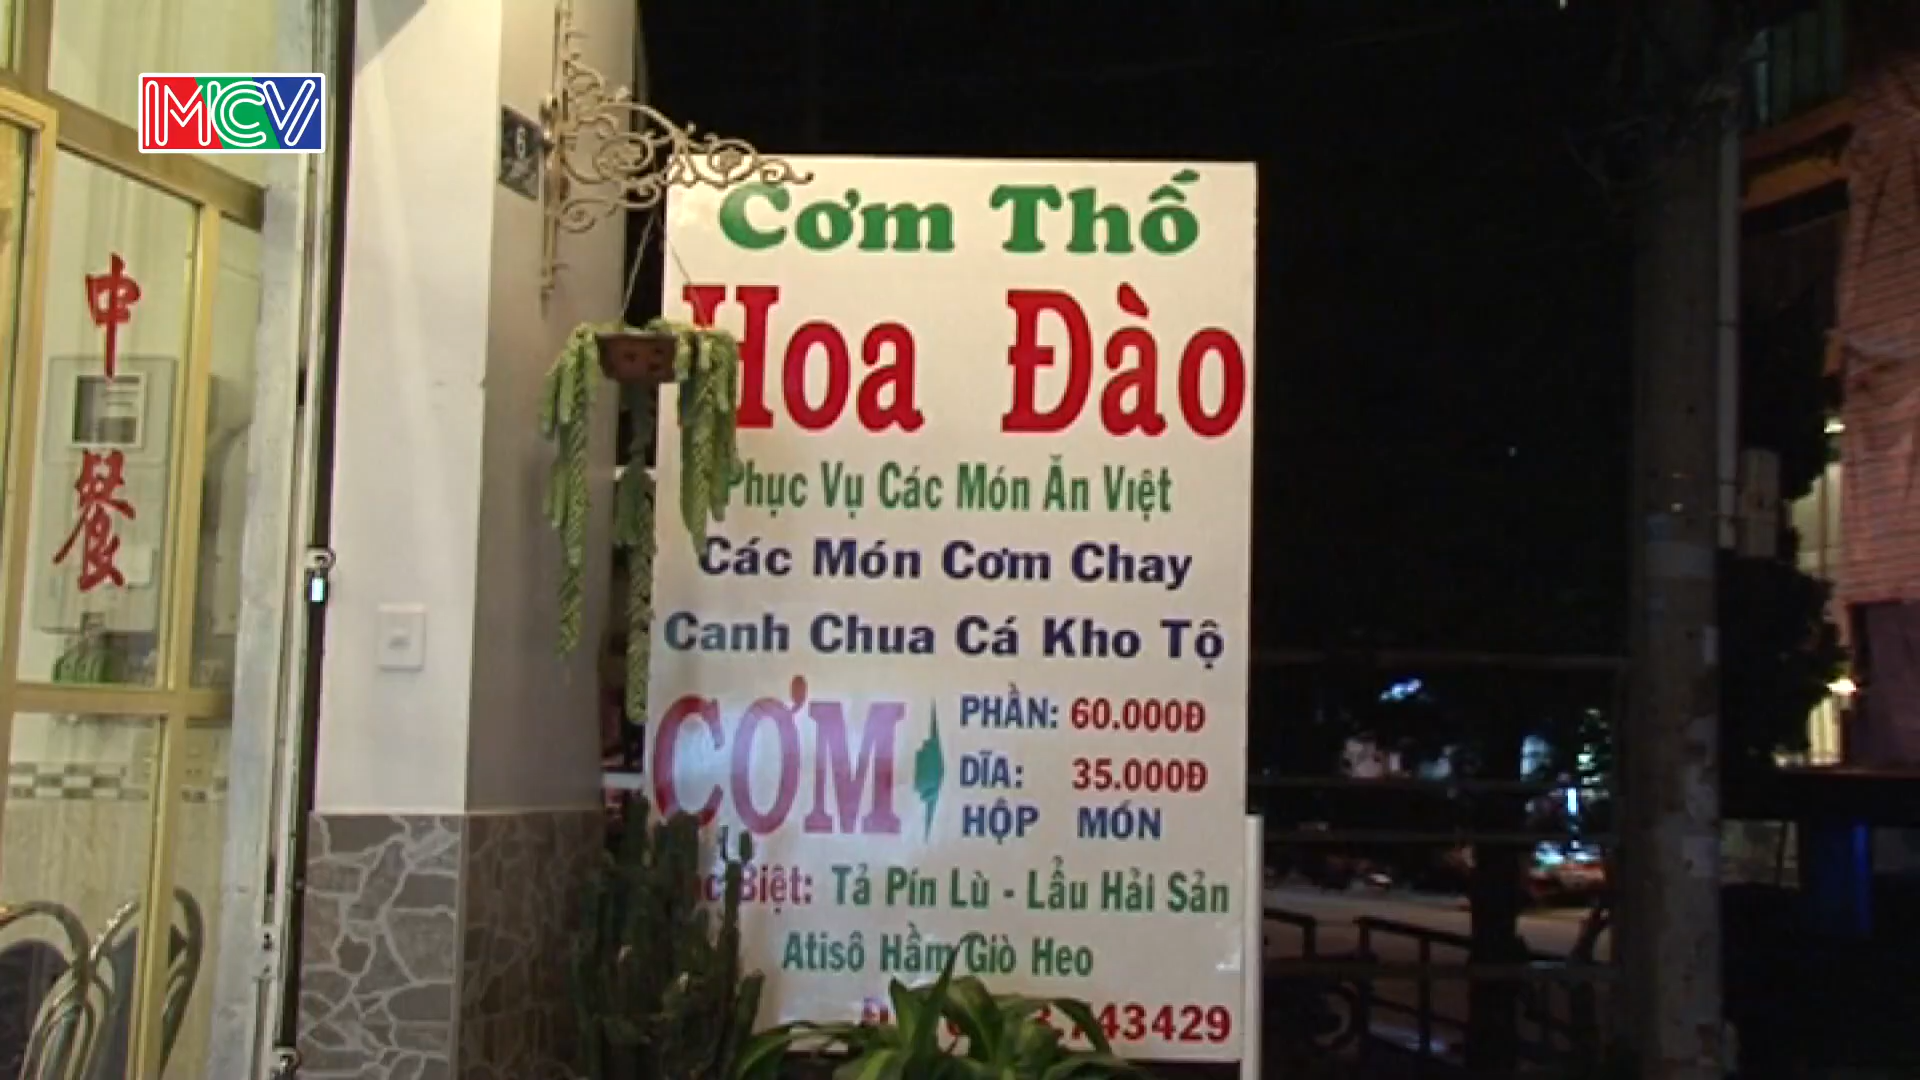 MCV
中餐
Cơm Thố
Hoa Đào
Phục Vụ Các Món Ăn Việt
Các Món Cơm Chay
Canh Chua Cá Kho Tộ
CƠM
PHẦN: 60.000Đ
DĨA: 35.000Đ
HỘP MÓN
Biệt: Tả Pín Lù - Lẩu Hải Sản
Atisô Hầm Giò Heo
743429